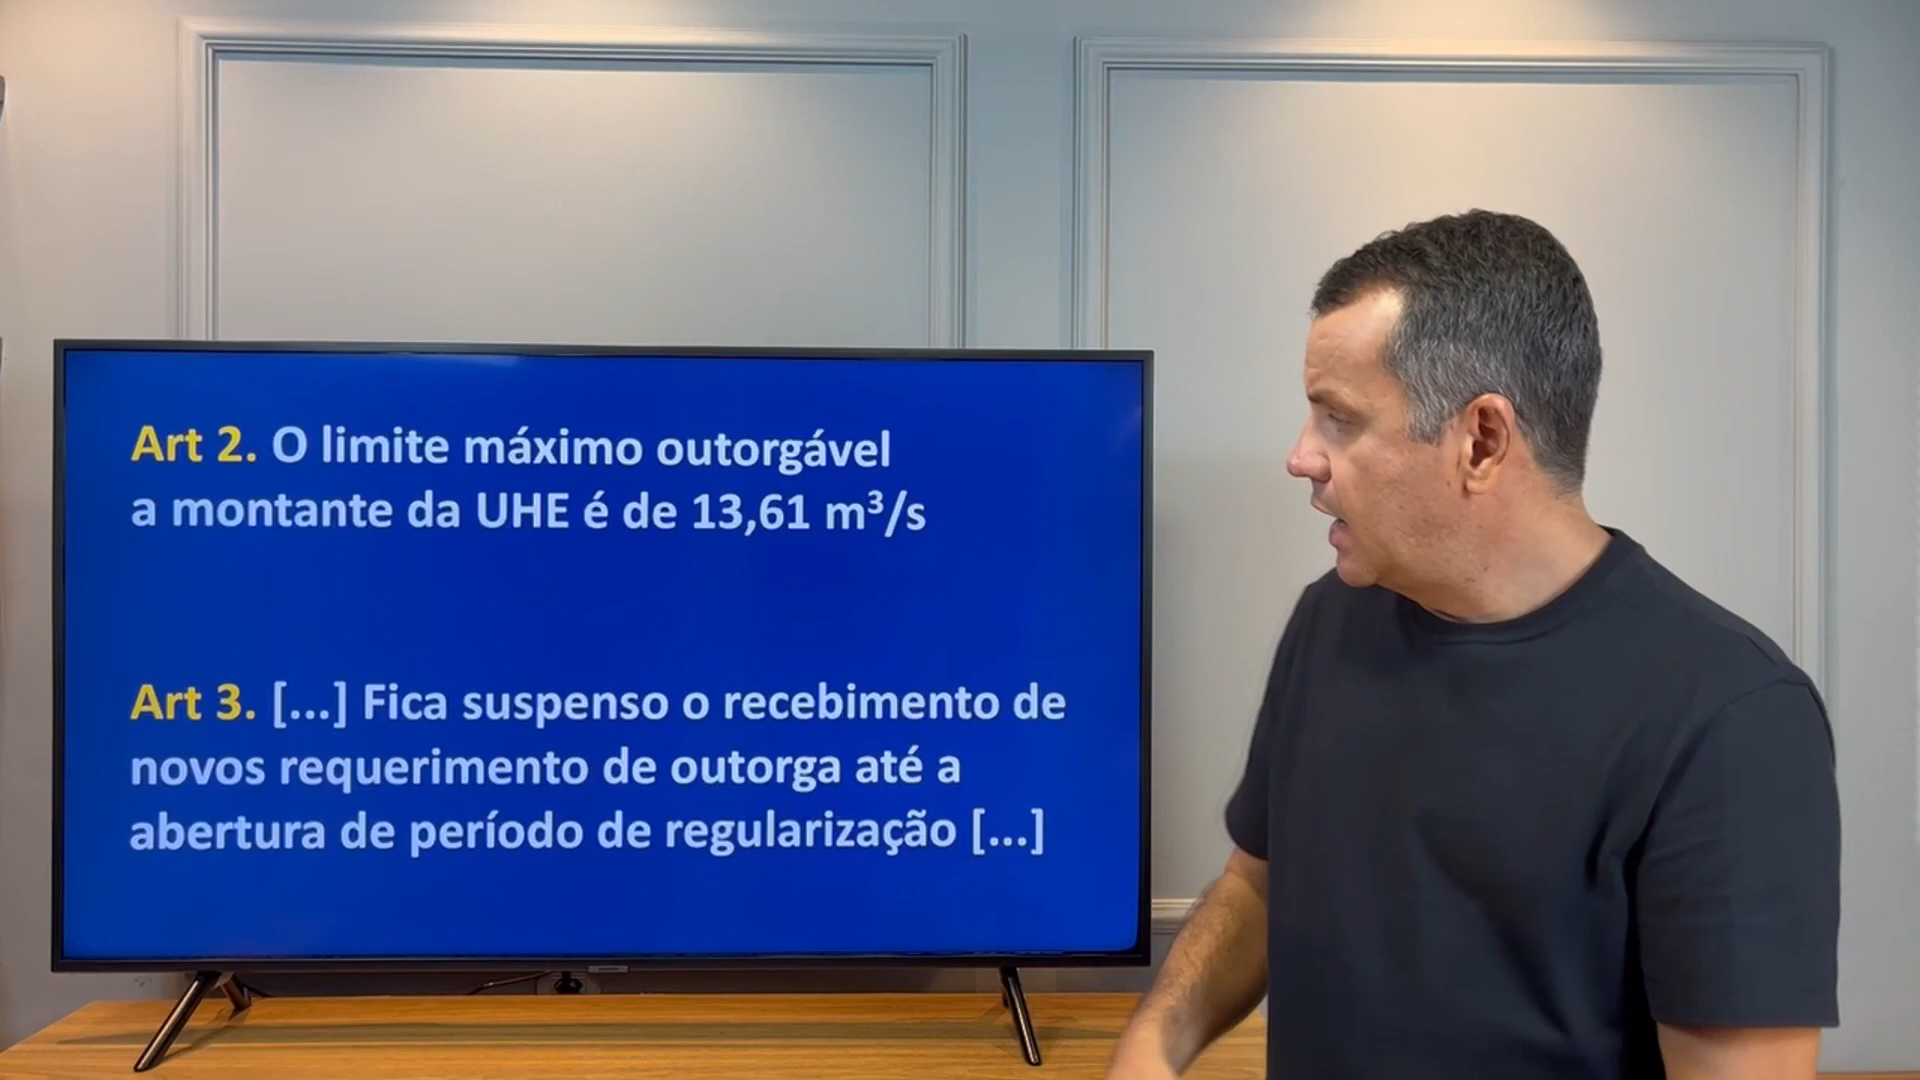 Art 2. O limite máximo outorgável
a montante da UHE é de 13,61 m³/s
Art 3. [...] Fica suspenso o recebimento de
novos requerimento de outorga até a
abertura de período de regularização [...]